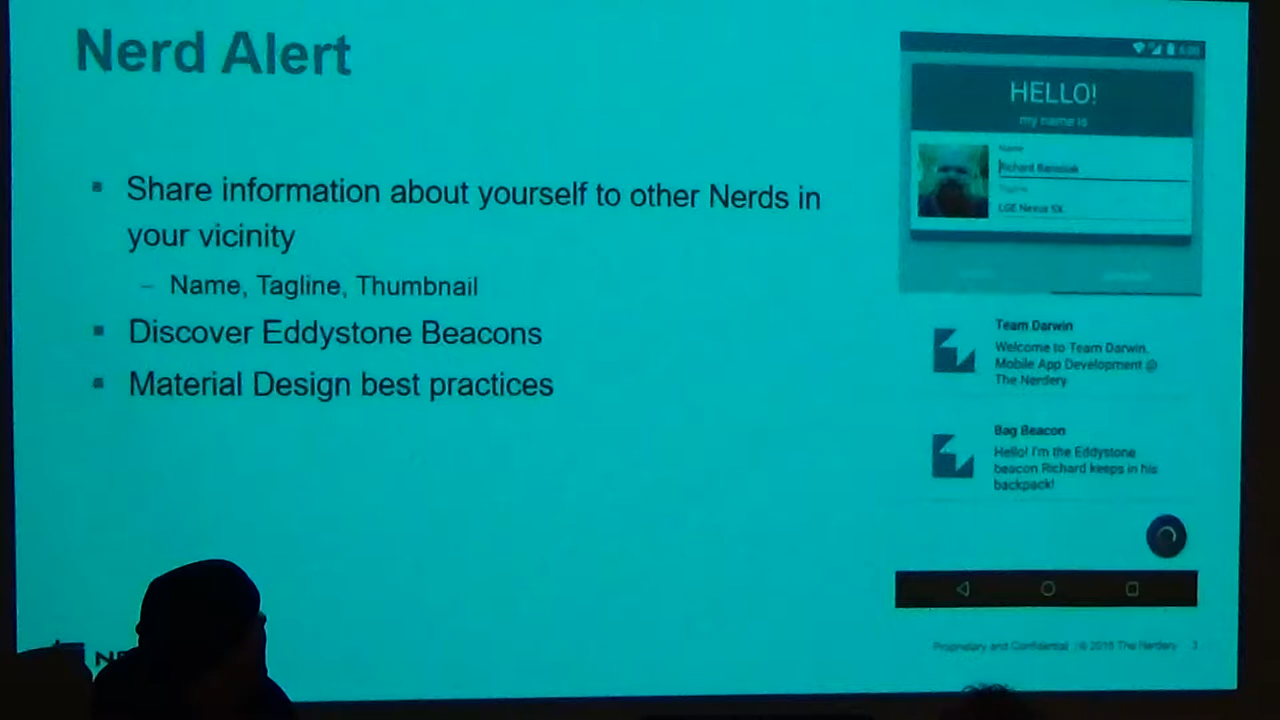 Nerd Alert
Share information about yourself to other Nerds in
your vicinity
– Name, Tagline, Thumbnail
Discover Eddystone Beacons
Material Design best practices
HELLO!
my name is
Name
Richard
Tagline
LGE Nexus 5X
Team Darwin
Welcome to Team Darwin,
Mobile App Development @
The Nerdery
Bag Beacon
Hello! I'm the Eddystone
beacon Richard keeps in his
backpack!
Proprietary and Confidential The Nerdery 3